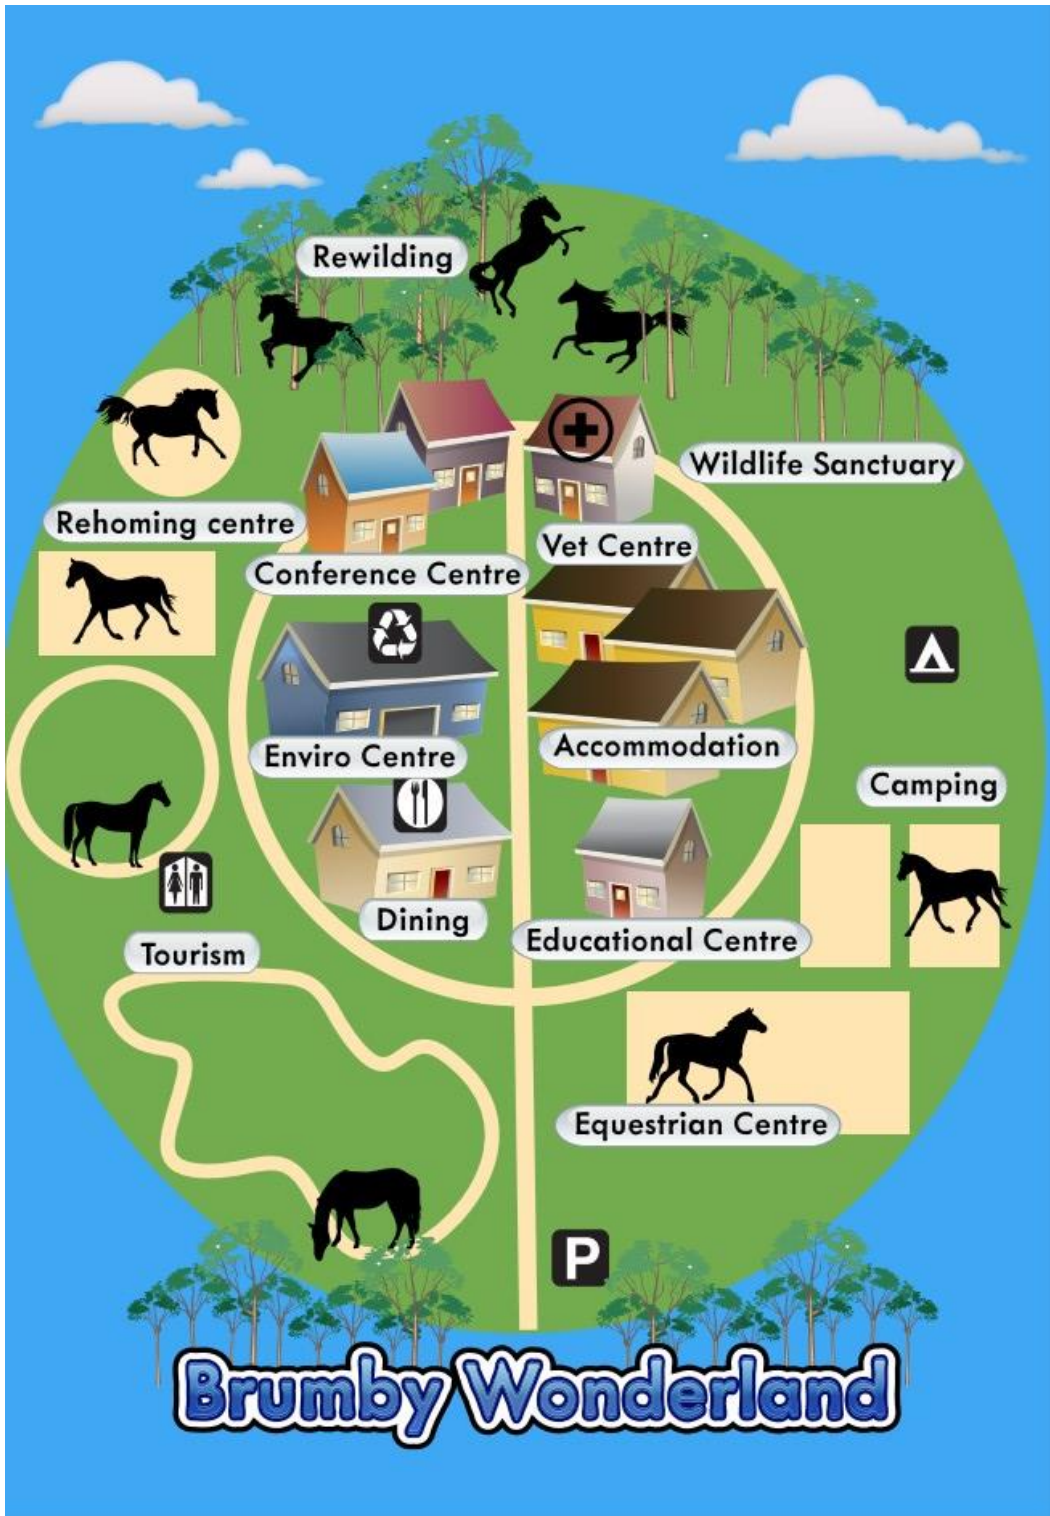 Rewilding
Wildlife Sanctuary
Rehoming centre
Vet Centre
Conference Centre
Accommodation
Enviro Centre
Camping
Dining
Educational Centre
Tourism
Equestrian Centre
P
Brumby Wonderland